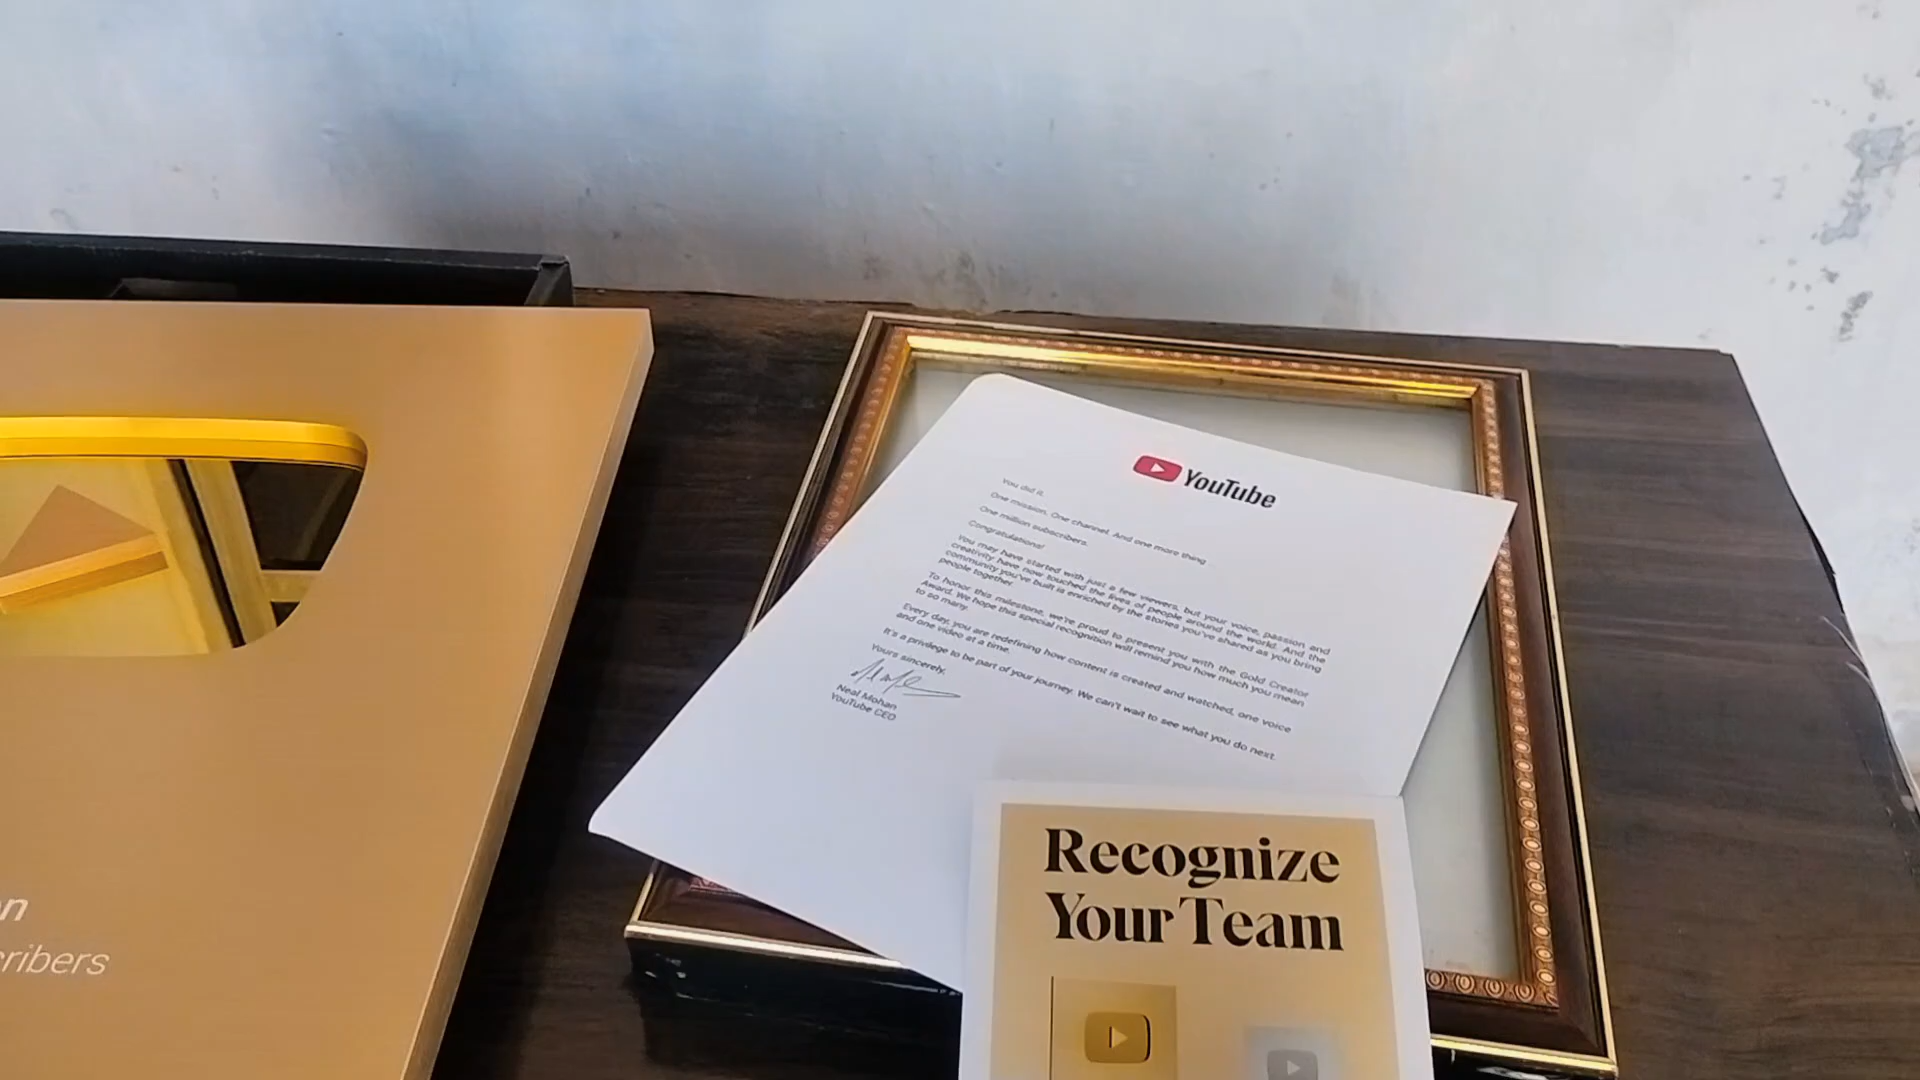 YouTube
You did it.
One mission. One channel. And one more thing
One million subscribers.
Congratulations!
You may have started with just a few viewers, but your voice, passion and
creativity have now touched the lives of people around the world. And the
community you've built is enriched by the stories you've shared as you bring
people together.
To honor this milestone, we're proud to present you with the Gold Creator
Award. We hope this special recognition will remind you how much you mean
to so many.
Every day, you are redefining how content is created and watched, one voice
and one video at a time.
It's a privilege to be part of your journey. We can't wait to see what you do next.
Yours sincerely,
Neal Mohan
YouTube CEO
Recognize
Your Team
on
cribers